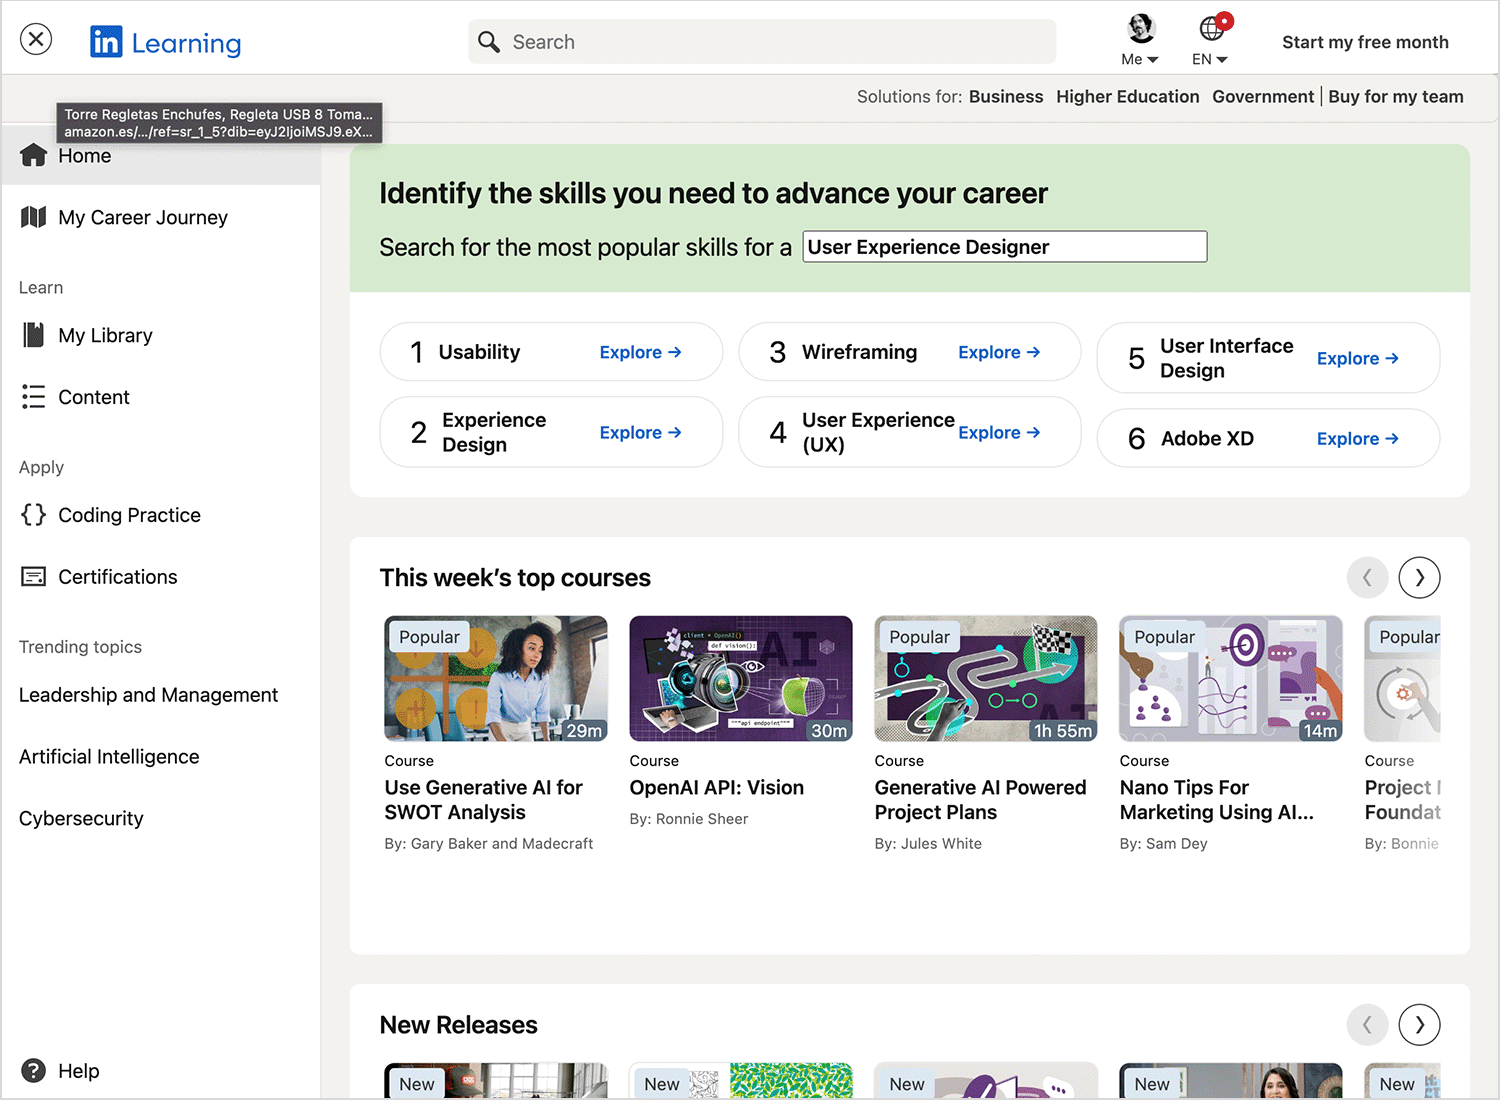 in Learning
Search
Me
EN
Start my free month
Solutions for: Business Higher Education Government | Buy for my team
Torre Regletas Enchufes, Regleta USB 8 Toma...
amazon.es/.../ref=sr_1_5?dib=eyJ2IjoiMSJ9.eX...
Home
My Career Journey
Learn
My Library
Content
Apply
Coding Practice
Certifications
Trending topics
Leadership and Management
Artificial Intelligence
Cybersecurity
Help
Identify the skills you need to advance your career
Search for the most popular skills for a User Experience Designer
1 Usability Explore →
2 Experience Design Explore →
3 Wireframing Explore →
4 User Experience (UX) Explore →
5 User Interface Design Explore →
6 Adobe XD Explore →
This week's top courses
Popular
29m
Course
Use Generative AI for
SWOT Analysis
By: Gary Baker and Madecraft
client = OpenAI()
def vision():
AI
"""api endpoint"""
30m
Course
OpenAI API: Vision
By: Ronnie Sheer
Popular
AI
1h 55m
Course
Generative AI Powered
Project Plans
By: Jules White
Popular
14m
Course
Nano Tips For
Marketing Using AI...
By: Sam Dey
Popular
Course
Project
Foundat
By: Bonnie
New Releases
New
New
New
New
New